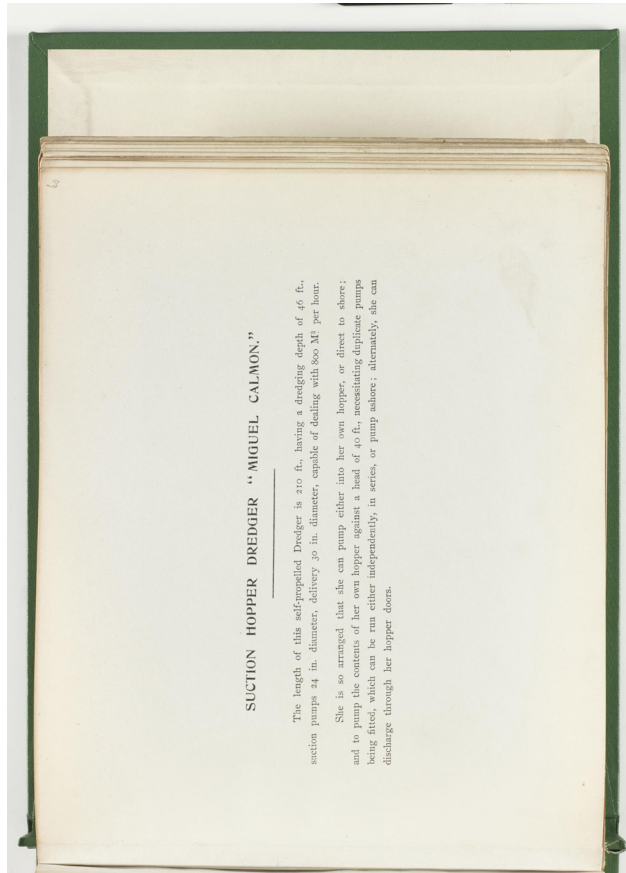 SUCTION HOPPER DREDGER “MIGUEL CALMON.”
The length of this self-propelled Dredger is 210 ft., having a dredging depth of 46 ft.,
suction pumps 24 in. diameter, delivery 30 in. diameter, capable of dealing with 800 M³ per hour.
She is so arranged that she can pump either into her own hopper, or direct to shore;
and to pump the contents of her own hopper against a head of 40 ft., necessitating duplicate pumps
being fitted, which can be run either independently, in series, or pump ashore; alternately, she can
discharge through her hopper doors.